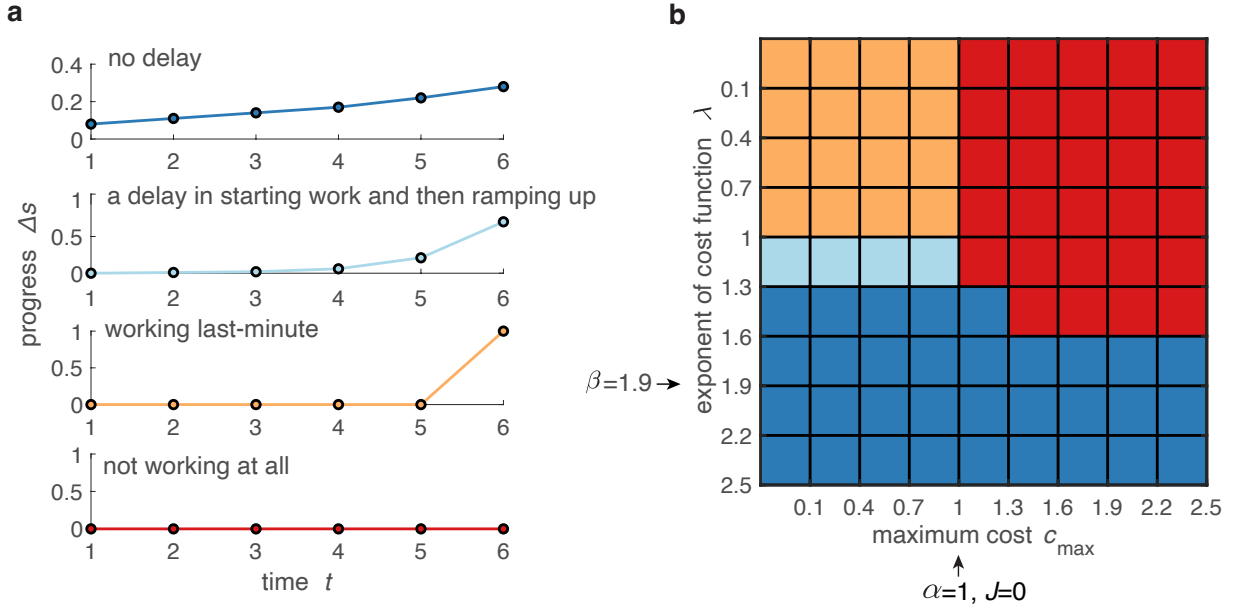 a
no delay
0.4
0.2
0
1 2 3 4 5 6
a delay in starting work and then ramping up
1
0.5
0
1 2 3 4 5 6
working last-minute
1
0.5
0
1 2 3 4 5 6
not working at all
1
0.5
0
1 2 3 4 5 6
progress Δs
time t
b
exponent of cost function λ
0.1
0.4
0.7
1
1.3
1.6
1.9
2.2
2.5
β=1.9
0.1 0.4 0.7 1 1.3 1.6 1.9 2.2 2.5
maximum cost cmax
α=1, J=0